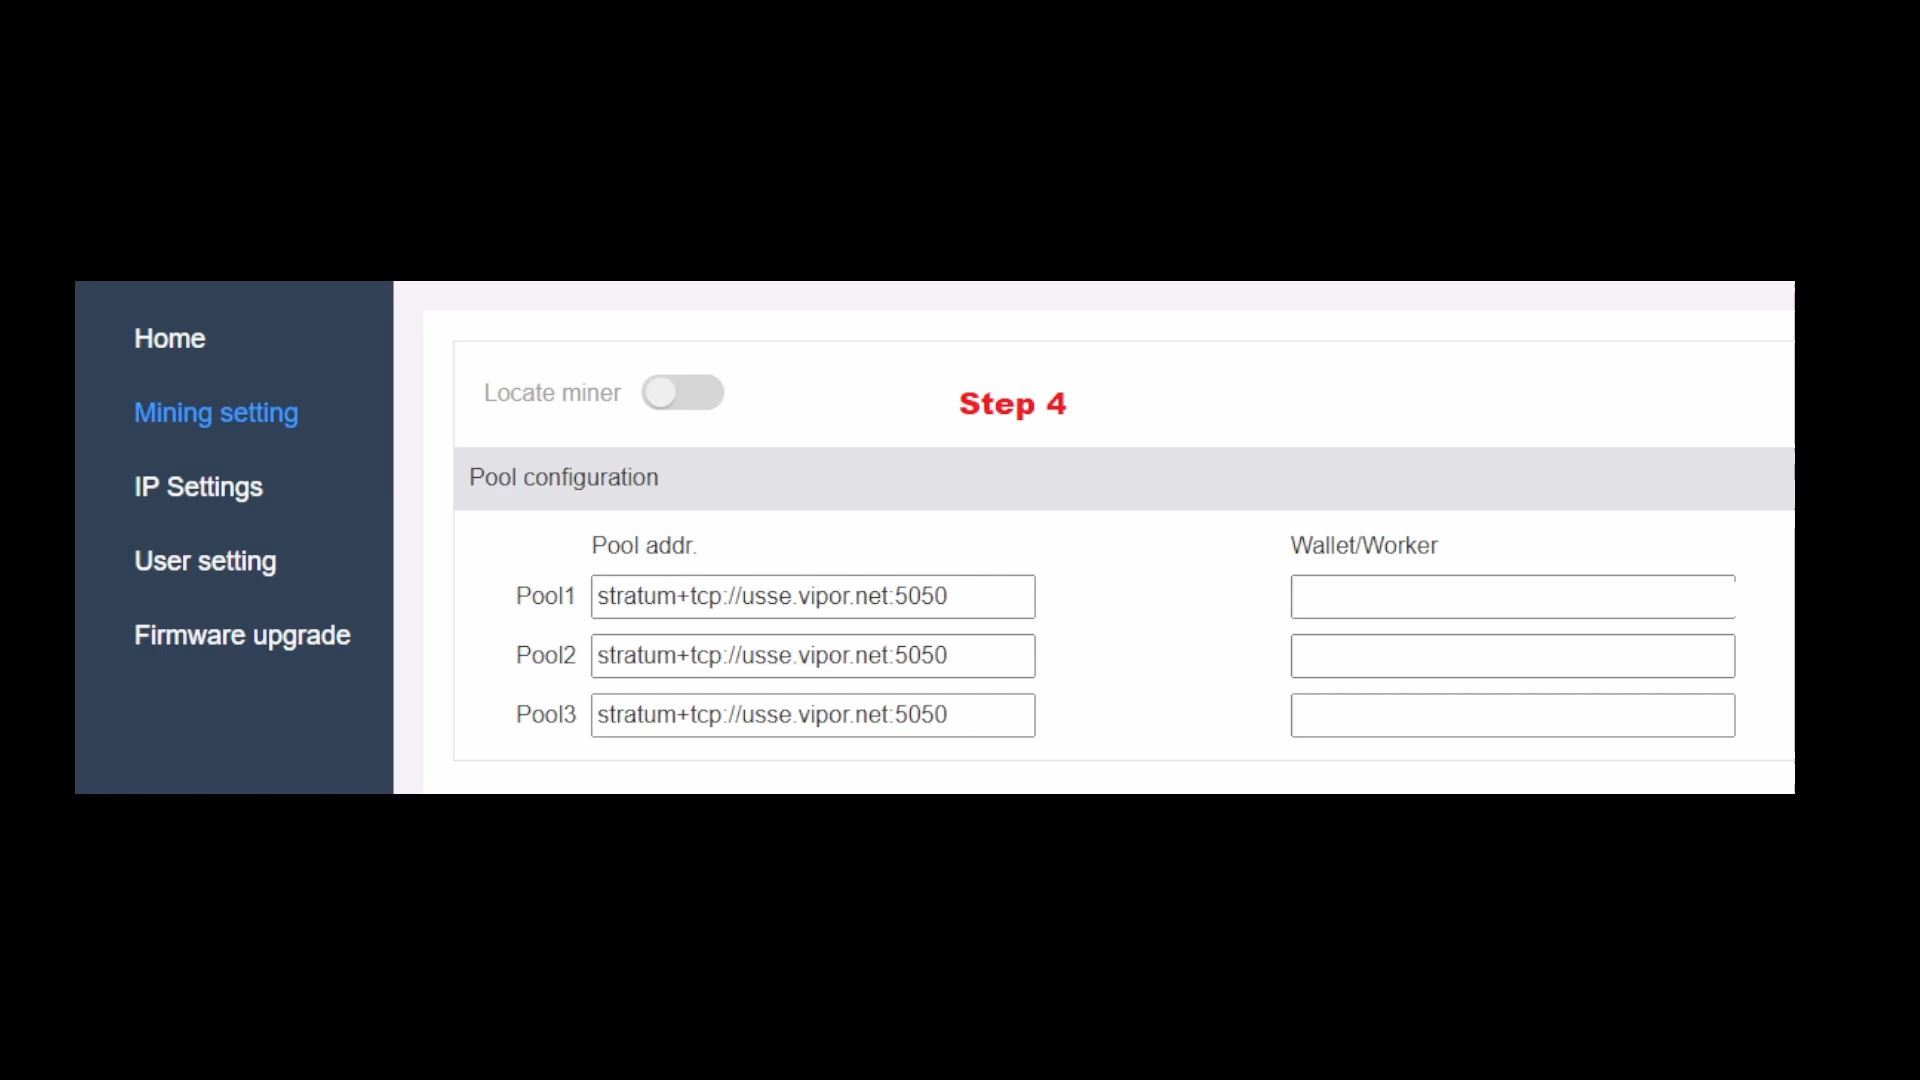 Home
Mining setting
IP Settings
User setting
Firmware upgrade
Locate miner
Step 4
Pool configuration
Pool addr.
Wallet/Worker
Pool1 stratum+tcp://usse.vipor.net:5050
Pool2 stratum+tcp://usse.vipor.net:5050
Pool3 stratum+tcp://usse.vipor.net:5050